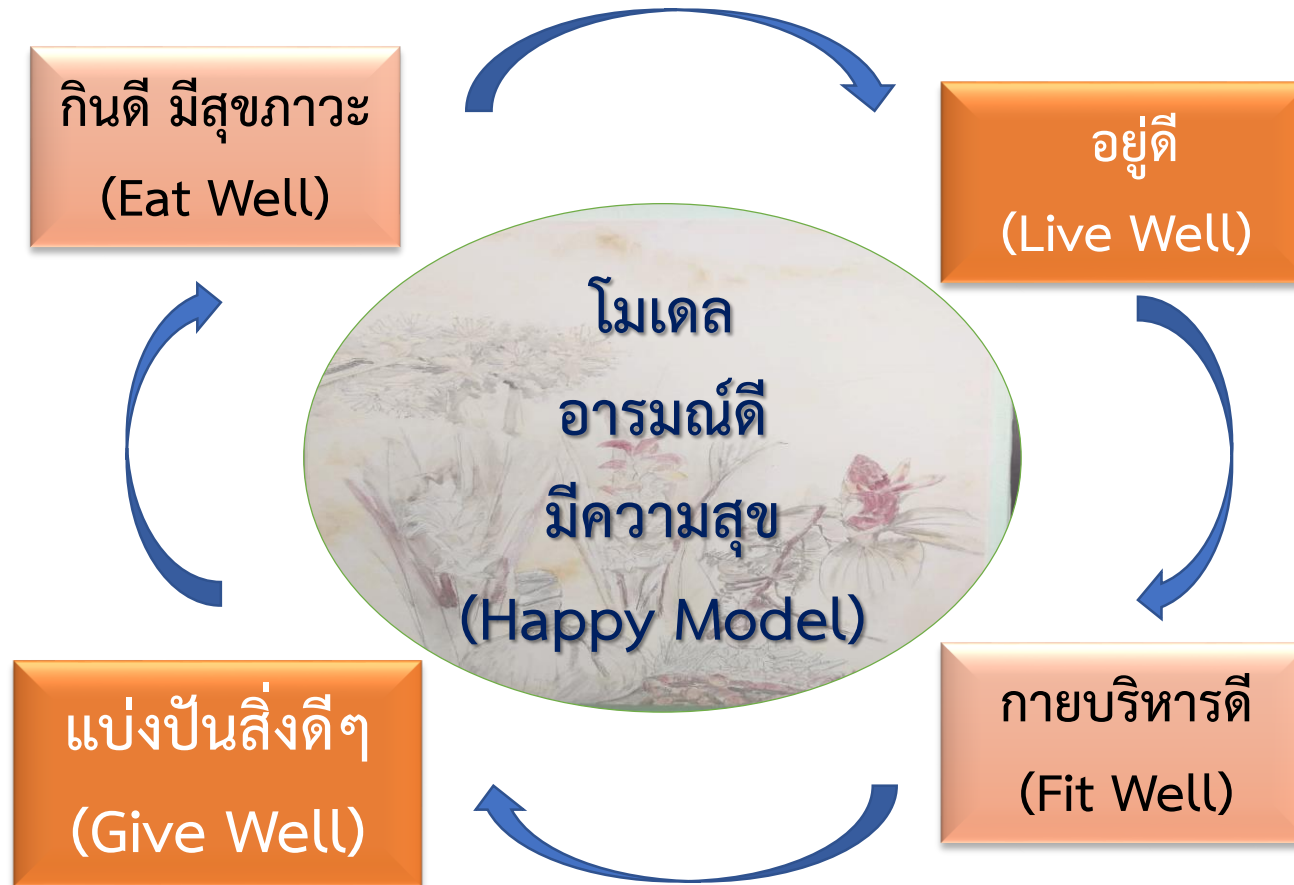 กินดี มีสุขภาวะ
(Eat Well)
อยู่ดี
(Live Well)
โมเดล
อารมณ์ดี
มีความสุข
(Happy Model)
กายบริหารดี
(Fit Well)
แบ่งปันสิ่งดีๆ
(Give Well)